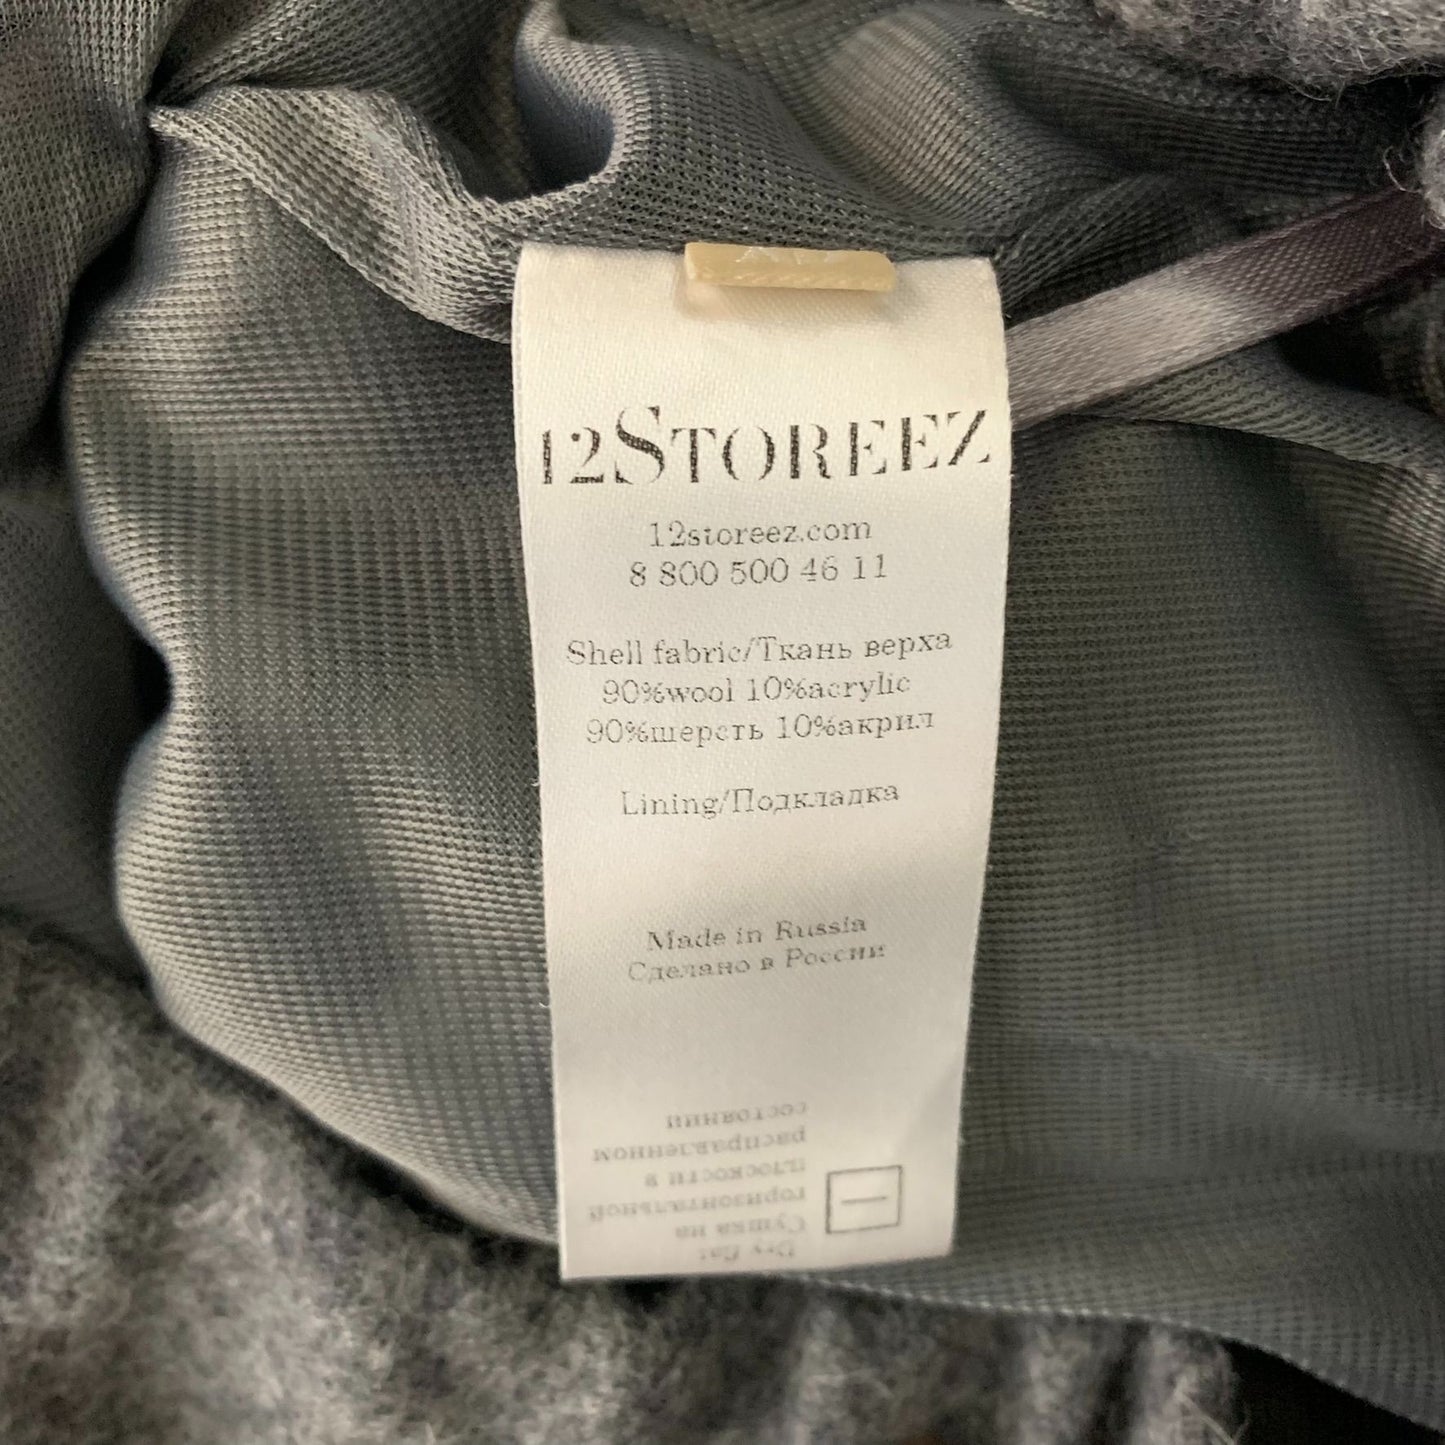 12STOREEZ
12storeez.com
8 800 500 46 11
Shell fabric/Ткань верха
90%wool 10%acrylic
90%шерсть 10%акрил
Lining/Подкладка
Made in Russia
Сделано в России
Dry
Сушка на
горизонтальной
плоскости в
расправленном
состоянии